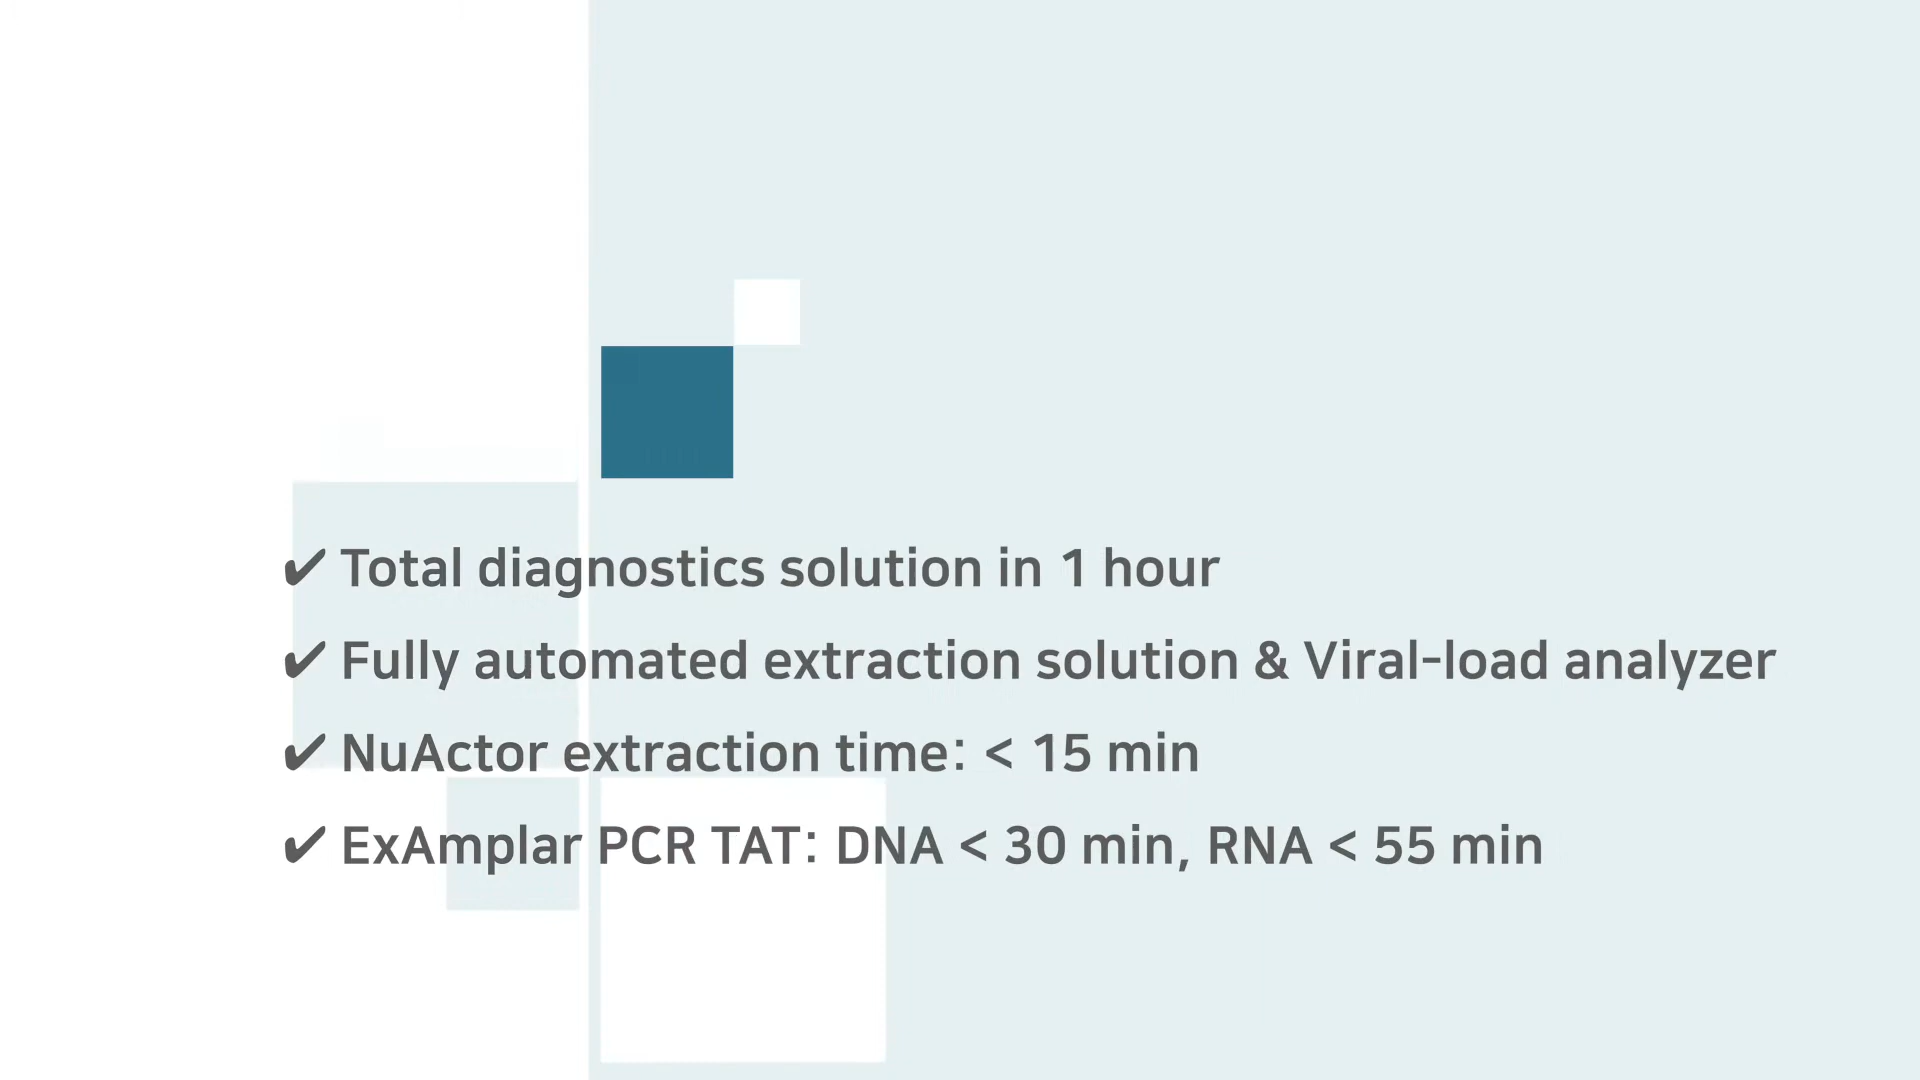 ✔ Total diagnostics solution in 1 hour
✔ Fully automated extraction solution & Viral-load analyzer
✔ NuActor extraction time: < 15 min
✔ ExAmplar PCR TAT: DNA < 30 min, RNA < 55 min